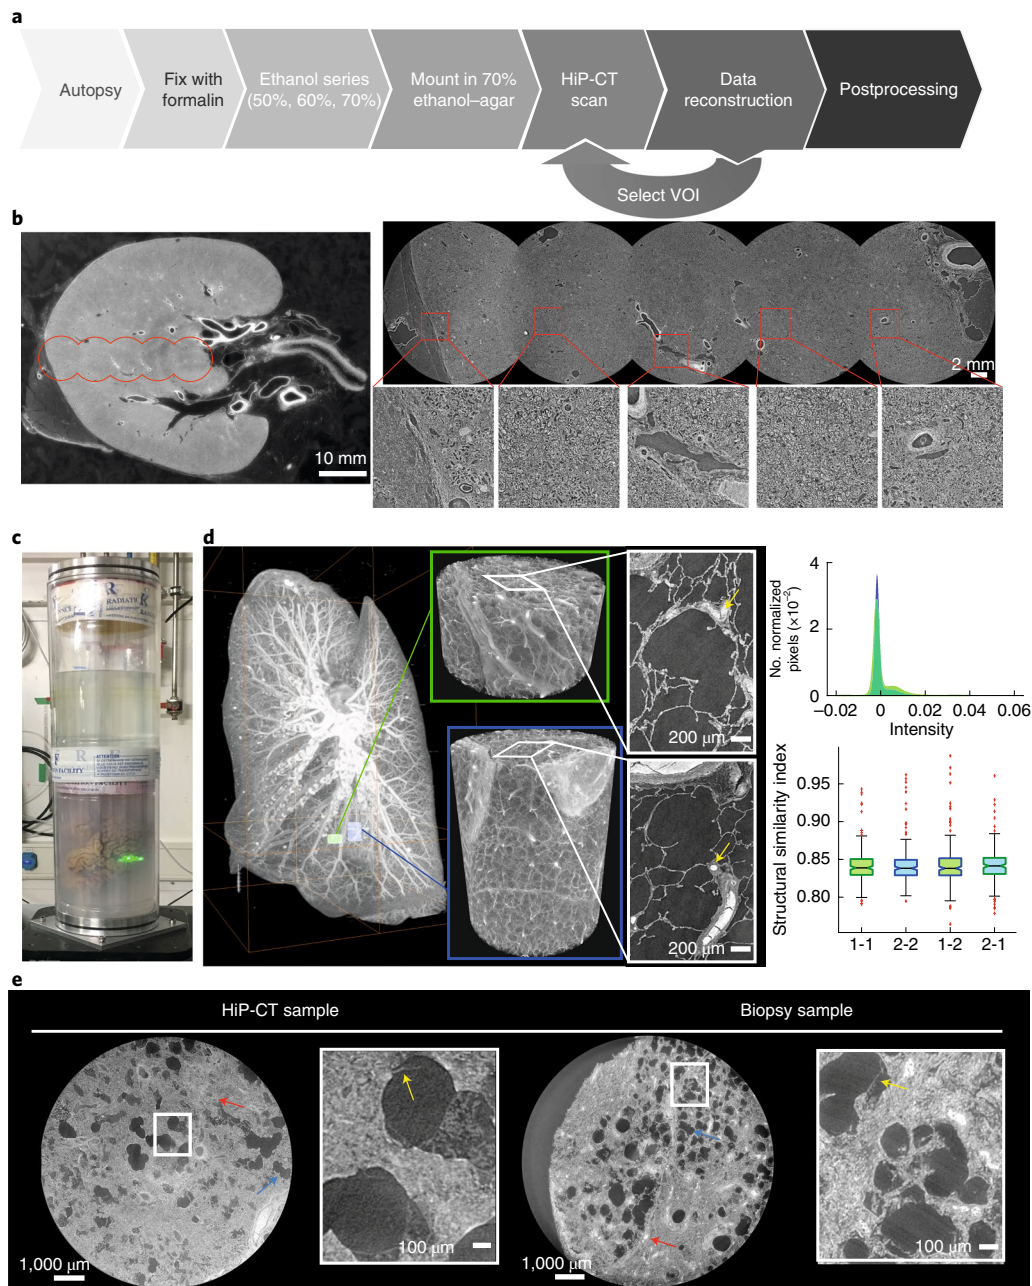 a
Autopsy
Fix with
formalin
Ethanol series
(50%, 60%, 70%)
Mount in 70%
ethanol–agar
HiP-CT
scan
Data
reconstruction
Postprocessing
Select VOI
b
10 mm
2 mm
c
RADIATIO
FACILITY
d
200 μm
200 μm
No. normalized
pixels (×10⁻²)
4
2
0
−0.02
0
0.02
0.04
0.06
Intensity
Structural similarity index
0.95
0.90
0.85
0.80
1-1
2-2
1-2
2-1
e
HiP-CT sample
Biopsy sample
1,000 μm
100 μm
1,000 μm
100 μm